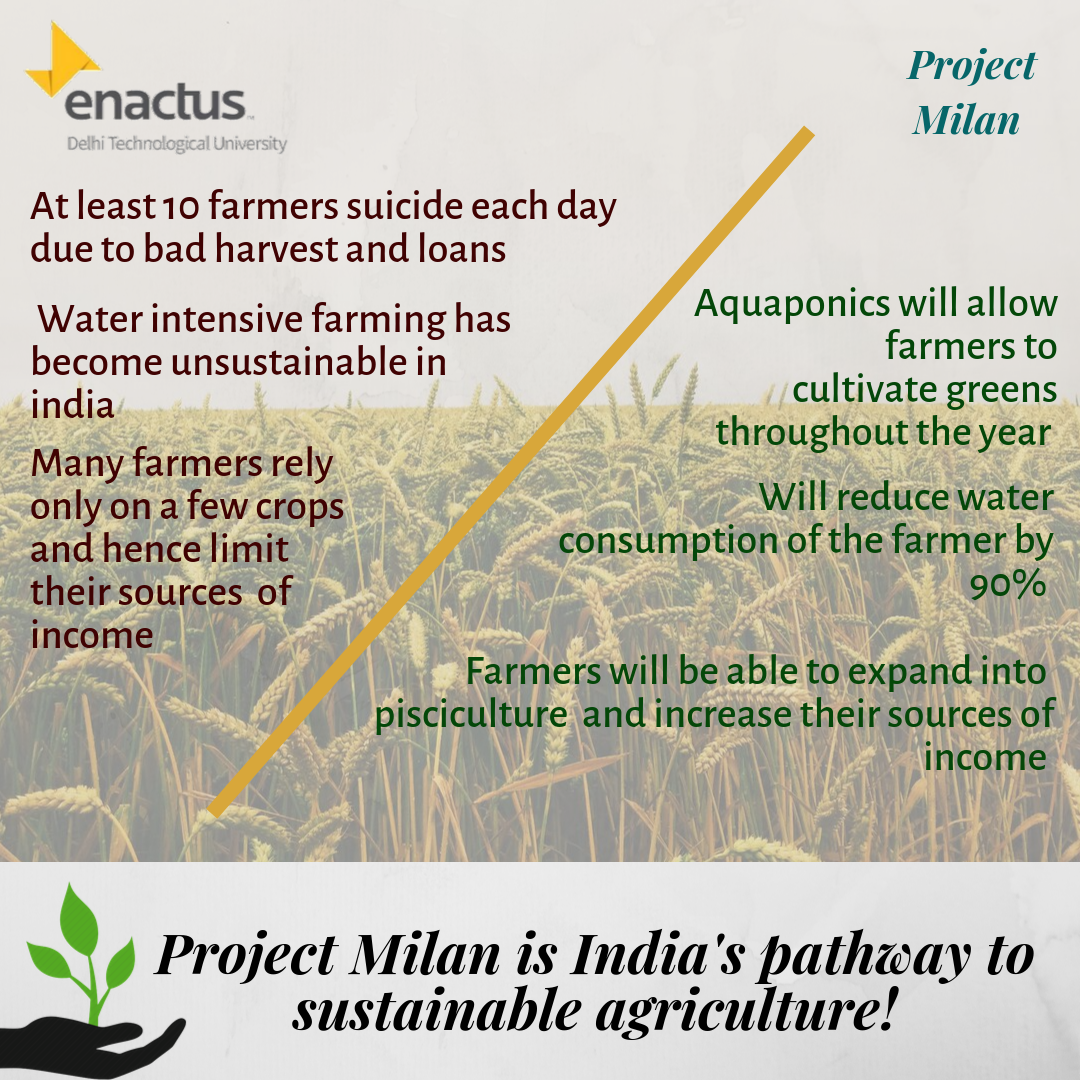 enactus
Delhi Technological University
Project
Milan
At least 10 farmers suicide each day
due to bad harvest and loans
Water intensive farming has
become unsustainable in
india
Many farmers rely
only on a few crops
and hence limit
their sources of
income
Aquaponics will allow
farmers to
cultivate greens
throughout the year
Will reduce water
consumption of the farmer by
90%
Farmers will be able to expand into
pisciculture and increase their sources of
income
Project Milan is India's pathway to
sustainable agriculture!